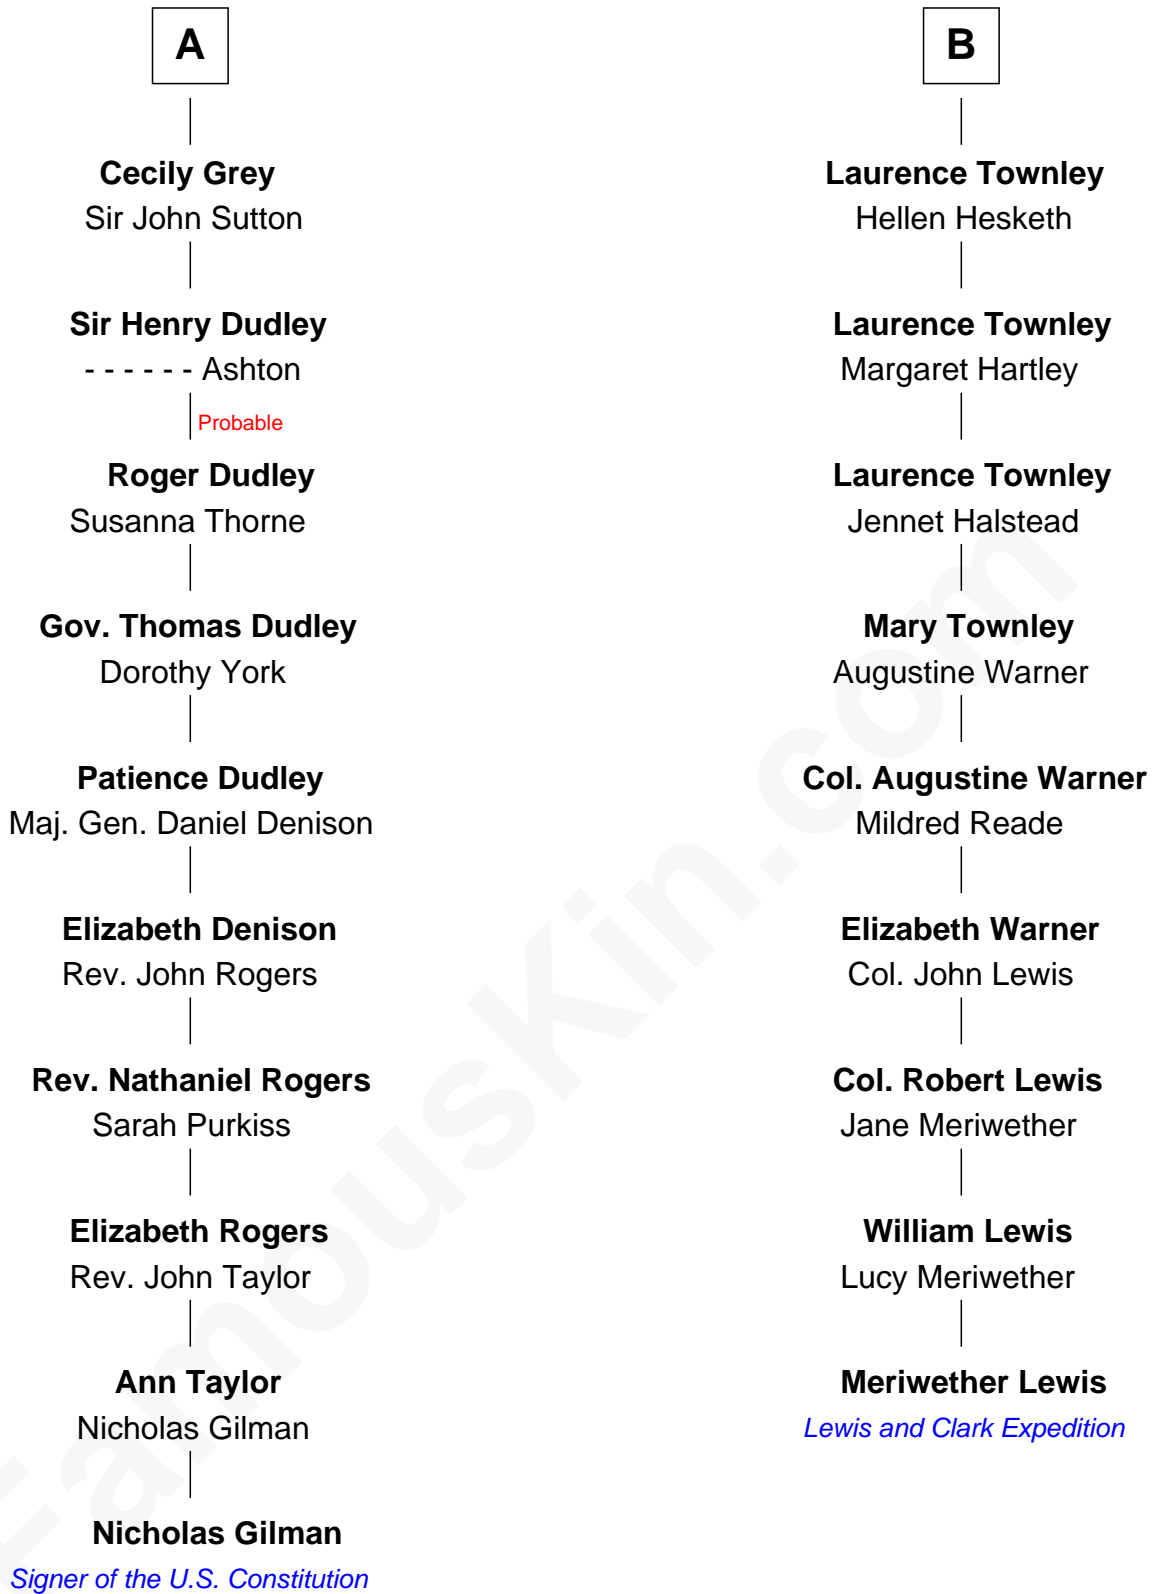 A
Cecily Grey
Sir John Sutton
Sir Henry Dudley
- - - - - - Ashton
Probable
Roger Dudley
Susanna Thorne
Gov. Thomas Dudley
Dorothy York
Patience Dudley
Maj. Gen. Daniel Denison
Elizabeth Denison
Rev. John Rogers
Rev. Nathaniel Rogers
Sarah Purkiss
Elizabeth Rogers
Rev. John Taylor
Ann Taylor
Nicholas Gilman
Nicholas Gilman
Signer of the U.S. Constitution
B
Laurence Townley
Hellen Hesketh
Laurence Townley
Margaret Hartley
Laurence Townley
Jennet Halstead
Mary Townley
Augustine Warner
Col. Augustine Warner
Mildred Reade
Elizabeth Warner
Col. John Lewis
Col. Robert Lewis
Jane Meriwether
William Lewis
Lucy Meriwether
Meriwether Lewis
Lewis and Clark Expedition
FamousKin.com